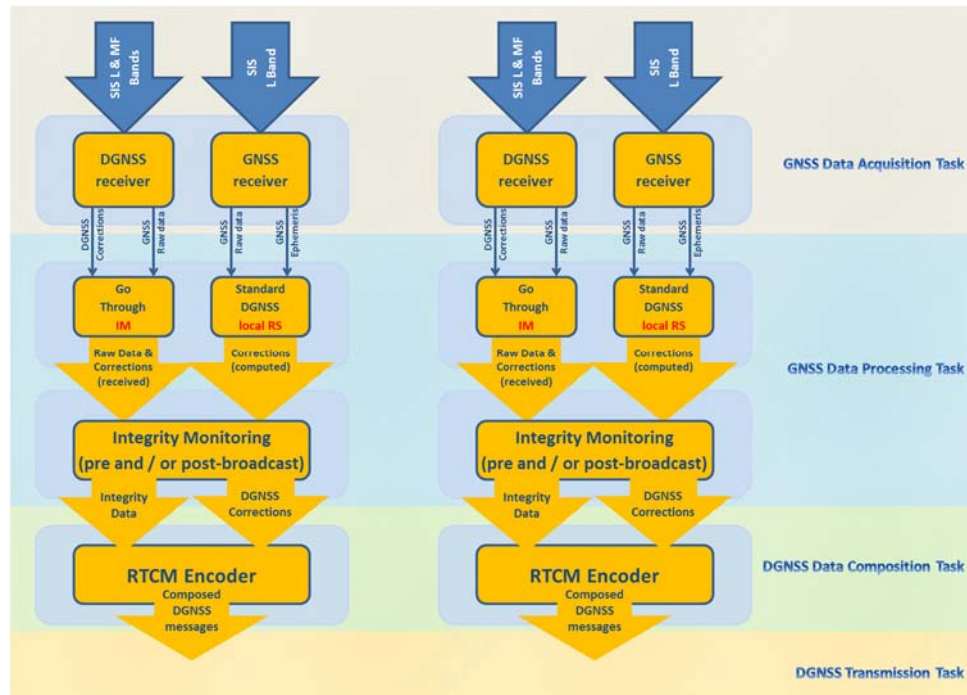 SIS L & MF
Bands
SIS
L Band
SIS L & MF
Bands
SIS
L Band
DGNSS
receiver
GNSS
receiver
DGNSS
receiver
GNSS
receiver
GNSS Data Acquisition Task
DGNSS
Corrections
GNSS
Raw data
GNSS
Raw data
GNSS
Ephemeris
DGNSS
Corrections
GNSS
Raw data
GNSS
Raw data
GNSS
Ephemeris
Go
Through
IM
Standard
DGNSS
local RS
Go
Through
IM
Standard
DGNSS
local RS
Raw Data &
Corrections
(received)
Corrections
(computed)
Raw Data &
Corrections
(received)
Corrections
(computed)
GNSS Data Processing Task
Integrity Monitoring
(pre and / or post-broadcast)
Integrity Monitoring
(pre and / or post-broadcast)
Integrity
Data
DGNSS
Corrections
Integrity
Data
DGNSS
Corrections
RTCM Encoder
RTCM Encoder
DGNSS Data Composition Task
Composed
DGNSS
messages
Composed
DGNSS
messages
DGNSS Transmission Task